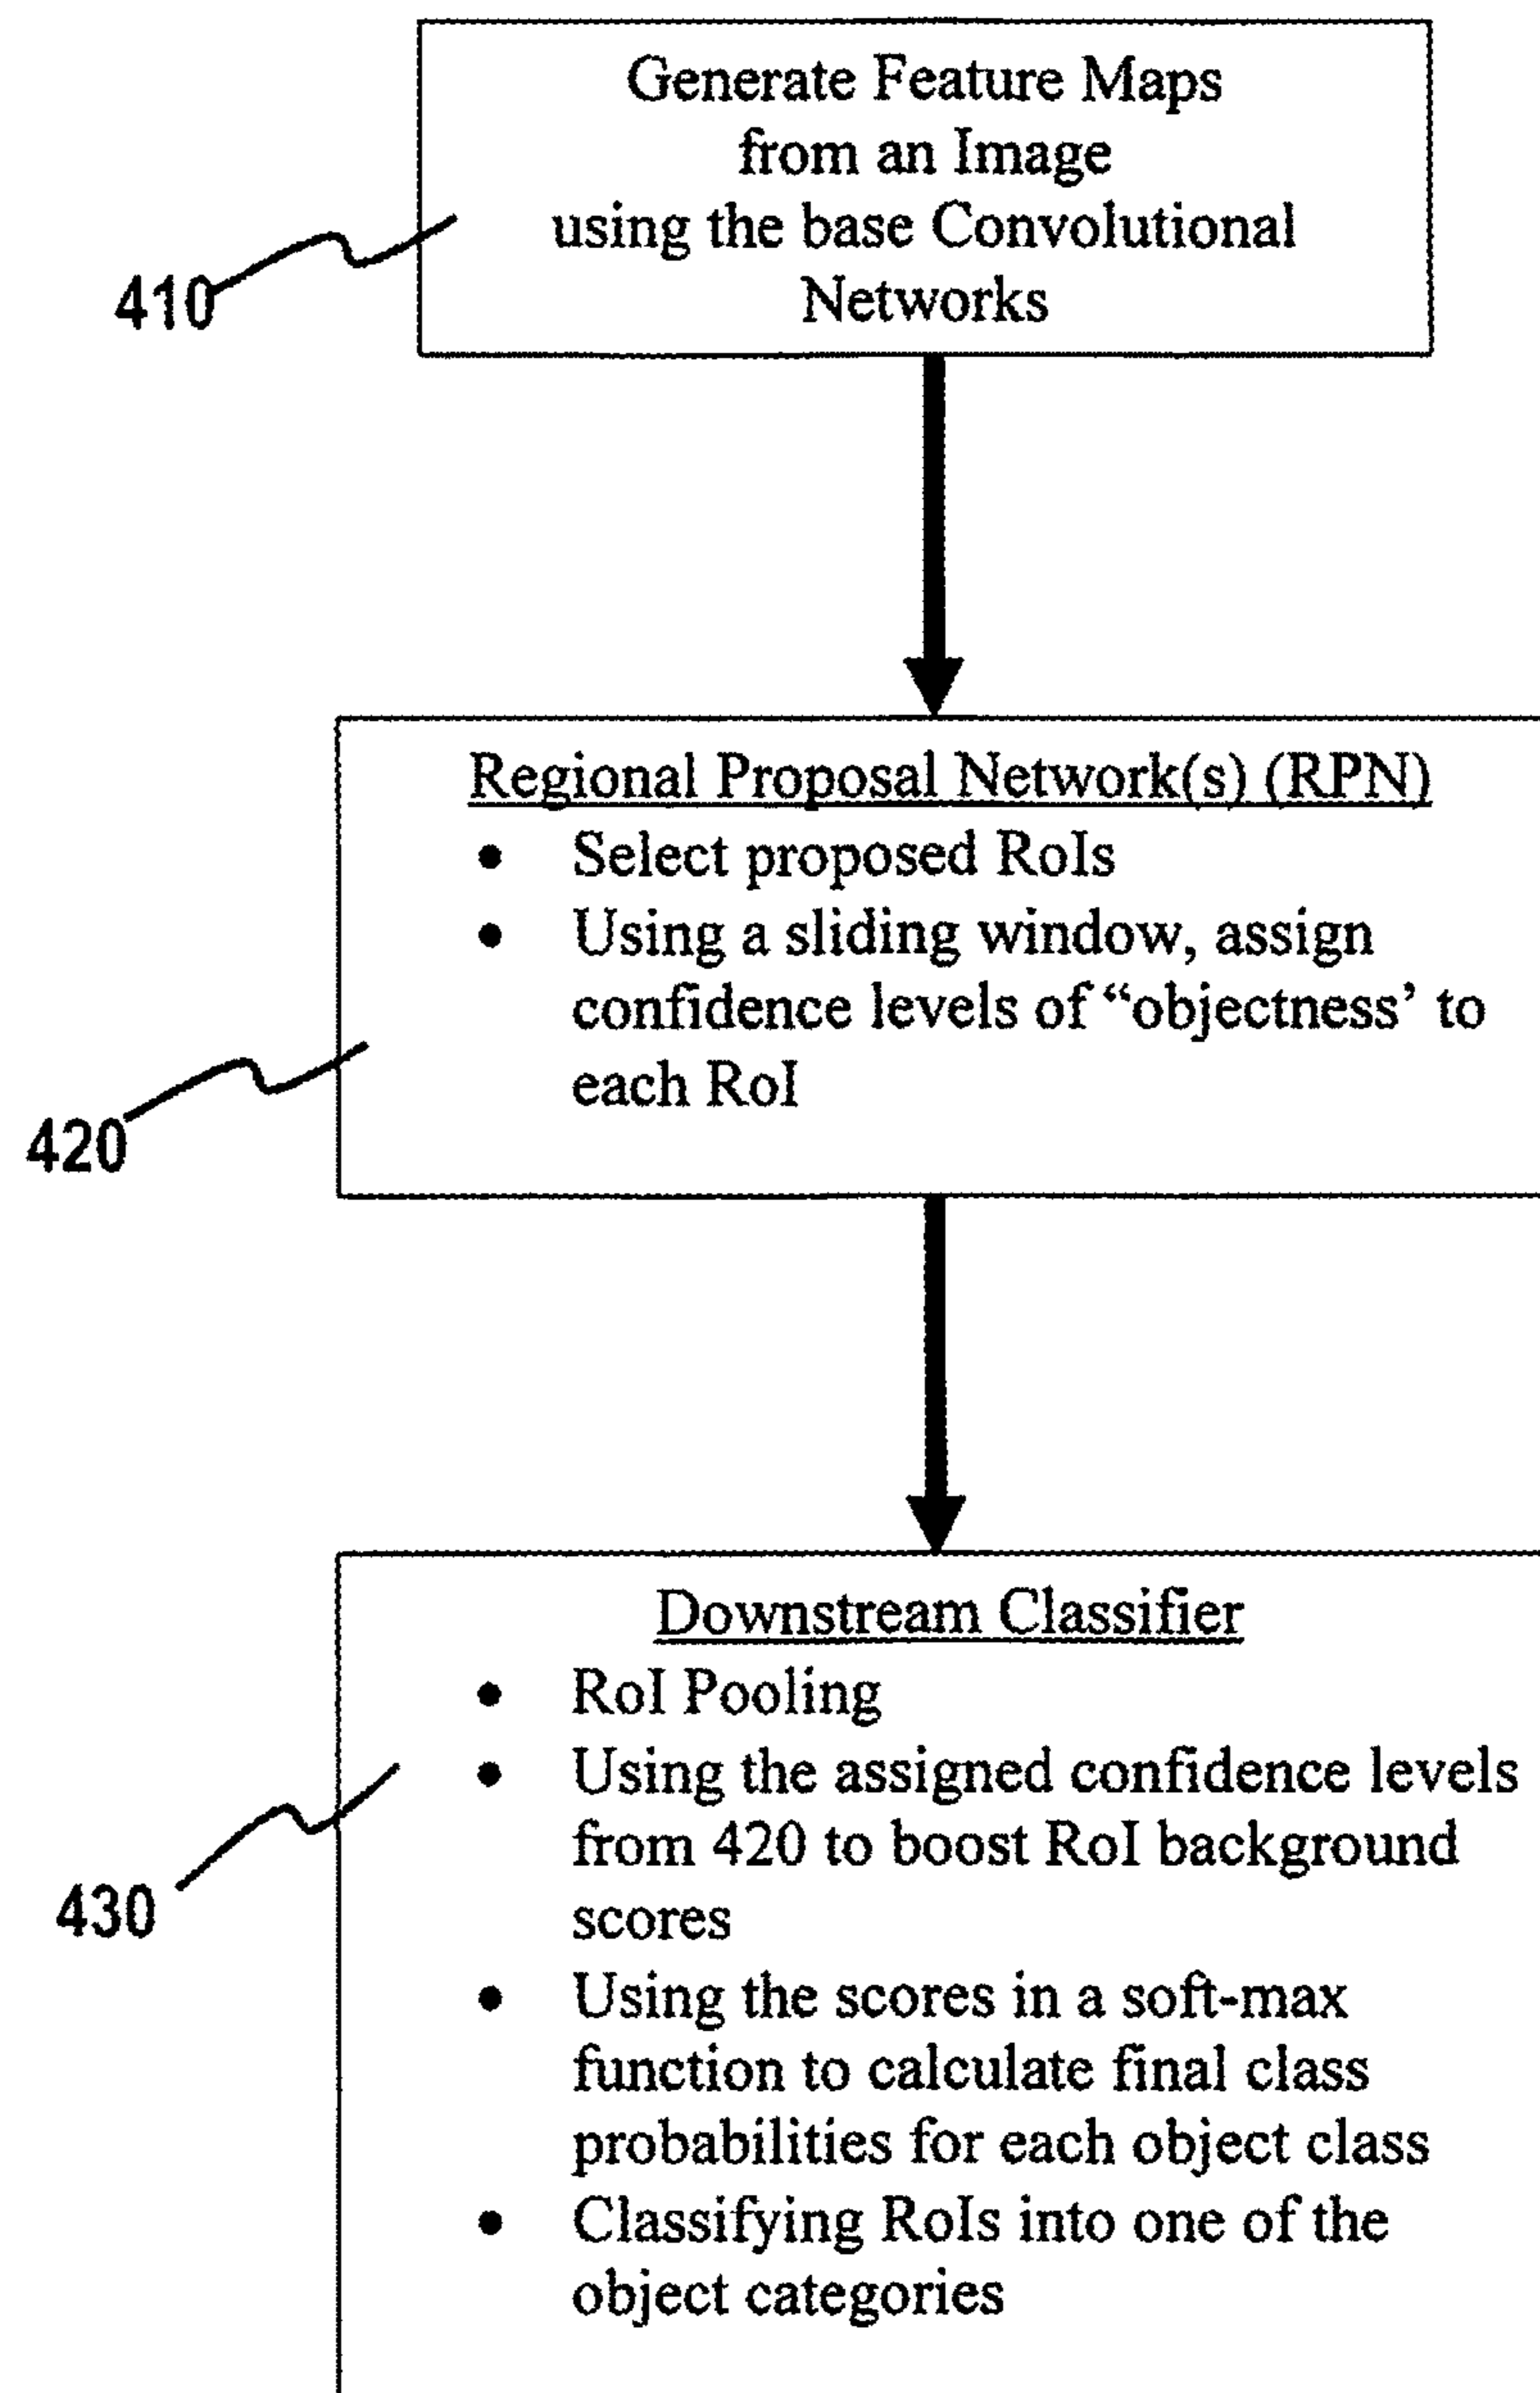 Generate Feature Maps
from an Image
using the base Convolutional
Networks
410
Regional Proposal Network(s) (RPN)
• Select proposed RoIs
• Using a sliding window, assign
confidence levels of “objectness’ to
each RoI
420
Downstream Classifier
• RoI Pooling
• Using the assigned confidence levels
from 420 to boost RoI background
scores
430
• Using the scores in a soft-max
function to calculate final class
probabilities for each object class
• Classifying RoIs into one of the
object categories